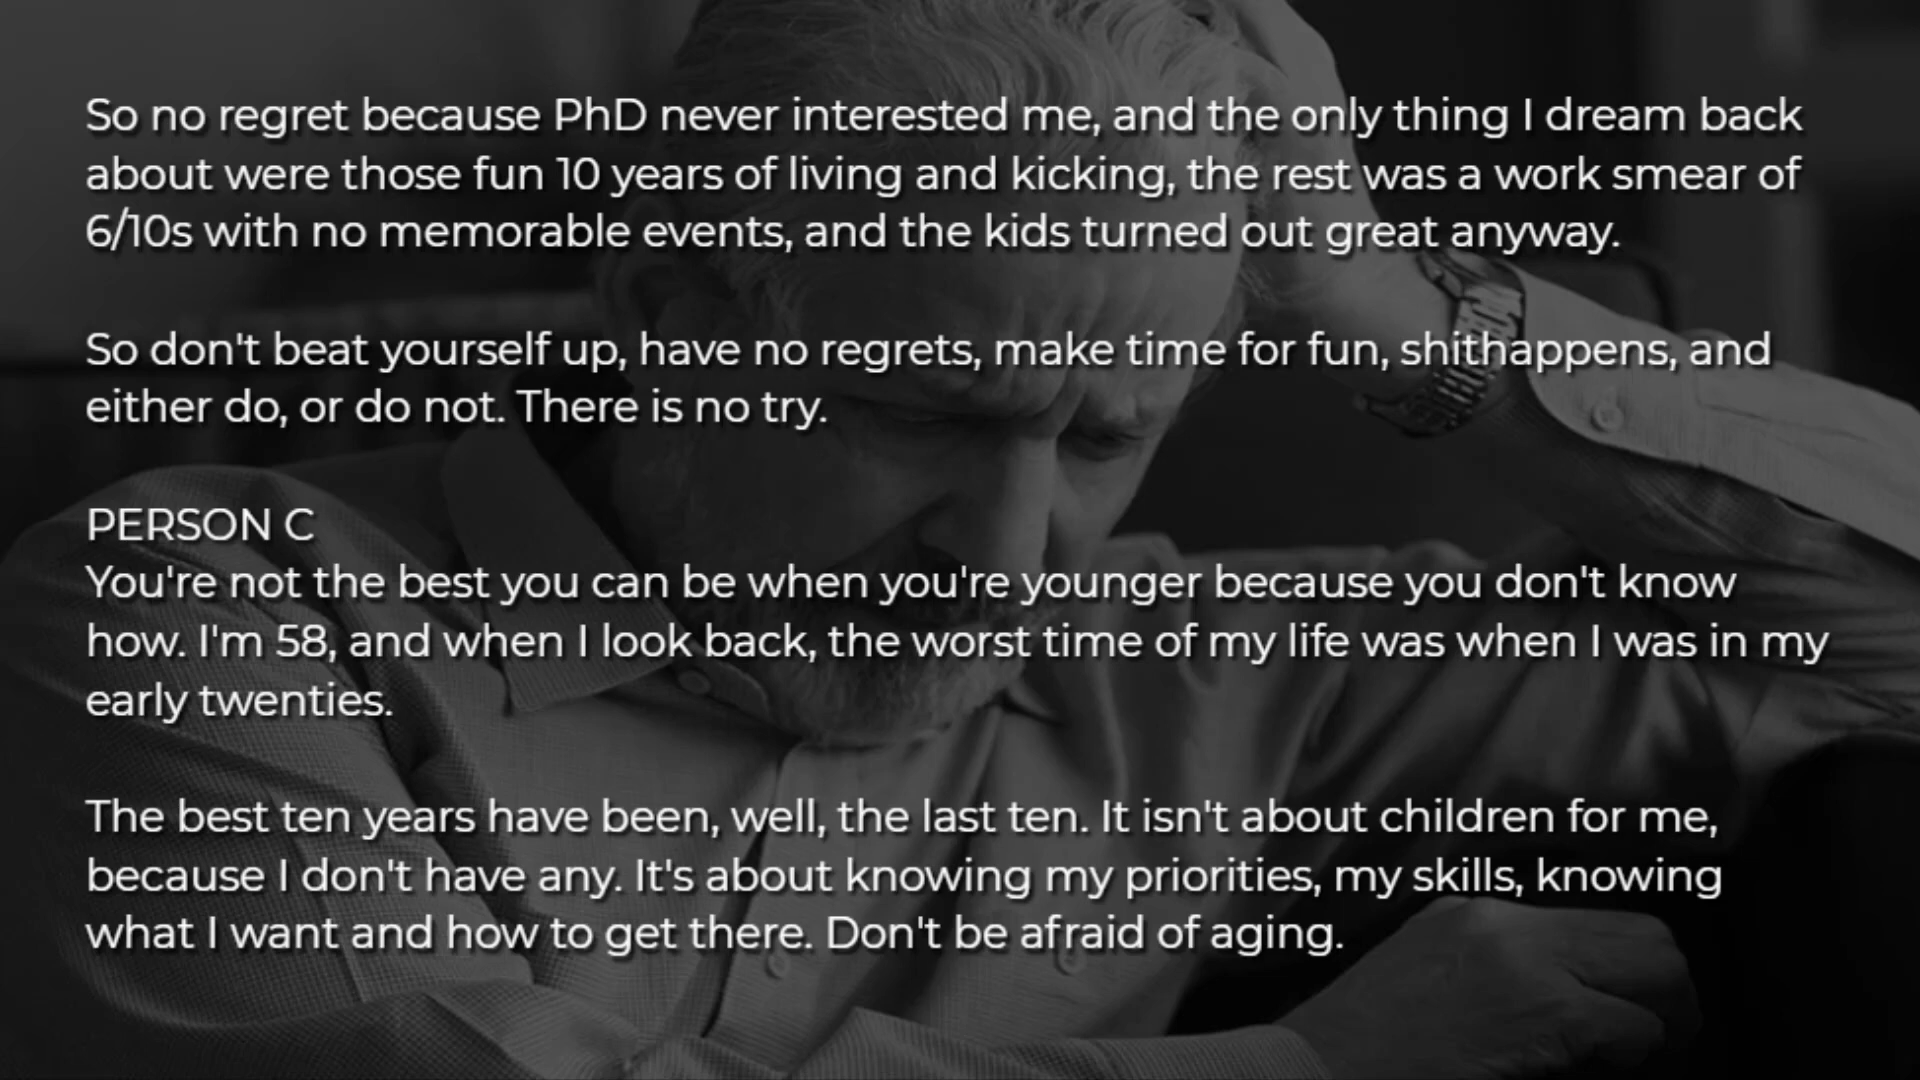 So no regret because PhD never interested me, and the only thing I dream back
about were those fun 10 years of living and kicking, the rest was a work smear of
6/10s with no memorable events, and the kids turned out great anyway.
So don't beat yourself up, have no regrets, make time for fun, shithappens, and
either do, or do not. There is no try.
PERSON C
You're not the best you can be when you're younger because you don't know
how. I'm 58, and when I look back, the worst time of my life was when I was in my
early twenties.
The best ten years have been, well, the last ten. It isn't about children for me,
because I don't have any. It's about knowing my priorities, my skills, knowing
what I want and how to get there. Don't be afraid of aging.